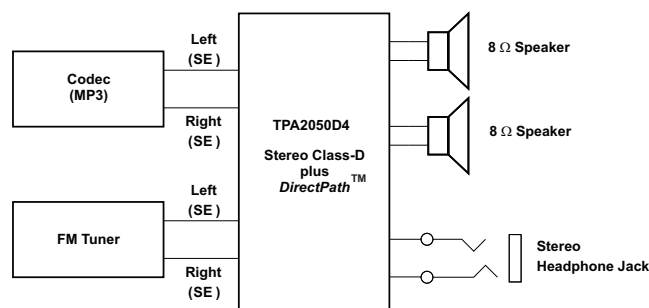 Left
(SE )
Codec
(MP3)
Right
(SE )
Left
(SE )
FM Tuner
Right
(SE )
TPA2050D4
Stereo Class-D
plus
DirectPath™
8 Ω Speaker
8 Ω Speaker
Stereo
Headphone Jack